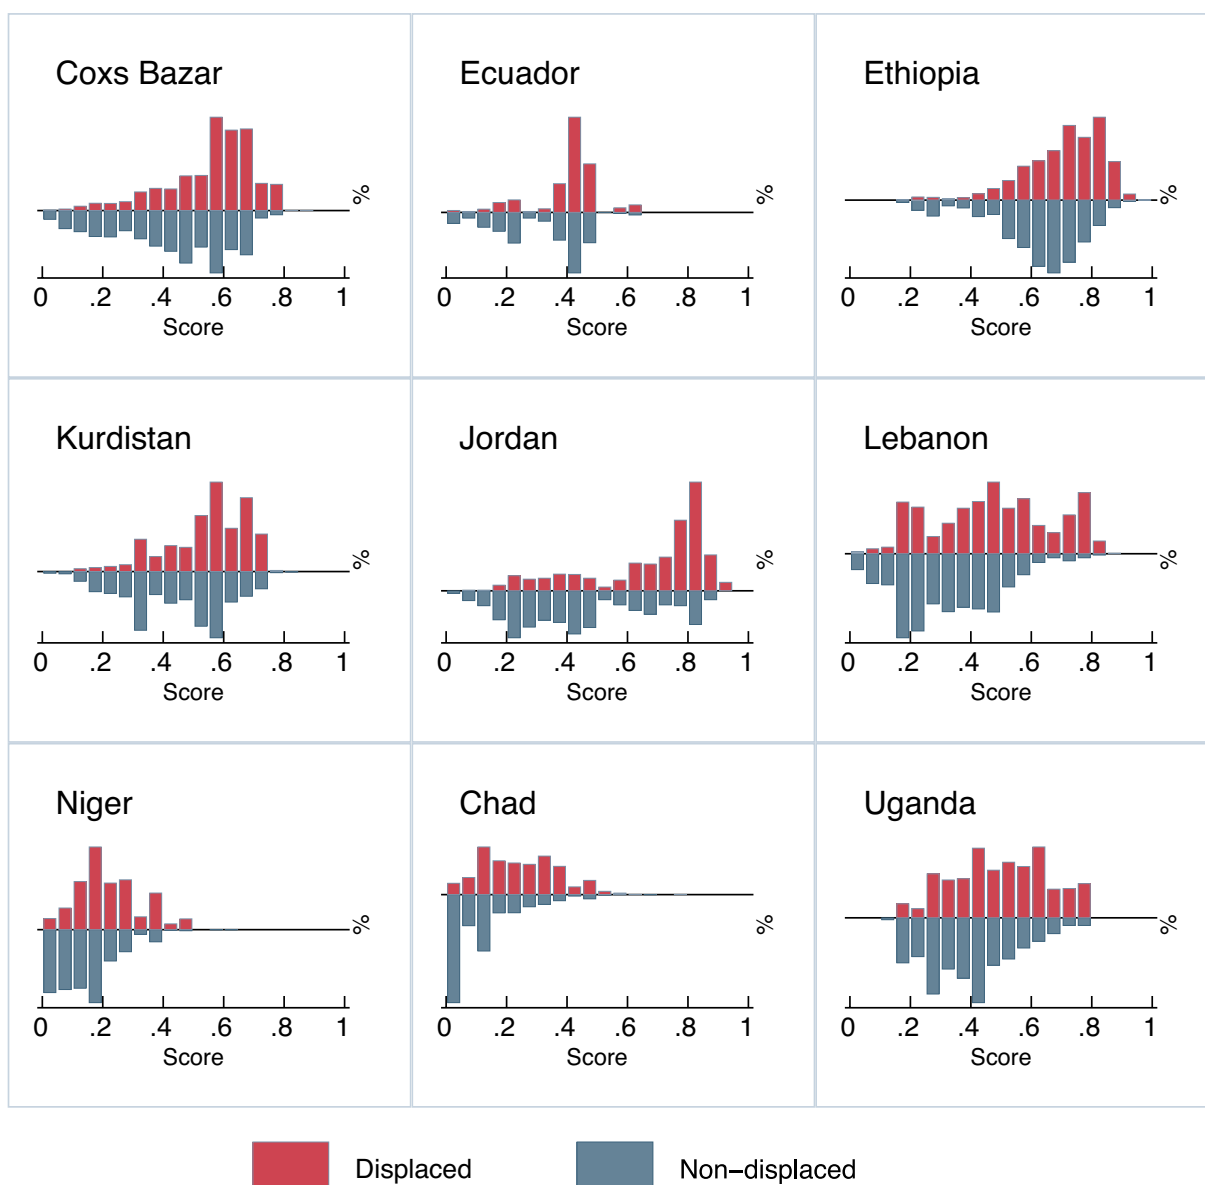 Coxs Bazar
Ecuador
Ethiopia
%
%
%
0 .2 .4 .6 .8 1
0 .2 .4 .6 .8 1
0 .2 .4 .6 .8 1
Score
Score
Score
Kurdistan
Jordan
Lebanon
%
%
%
0 .2 .4 .6 .8 1
0 .2 .4 .6 .8 1
0 .2 .4 .6 .8 1
Score
Score
Score
Niger
Chad
Uganda
%
%
%
0 .2 .4 .6 .8 1
0 .2 .4 .6 .8 1
0 .2 .4 .6 .8 1
Score
Score
Score
Displaced
Non−displaced